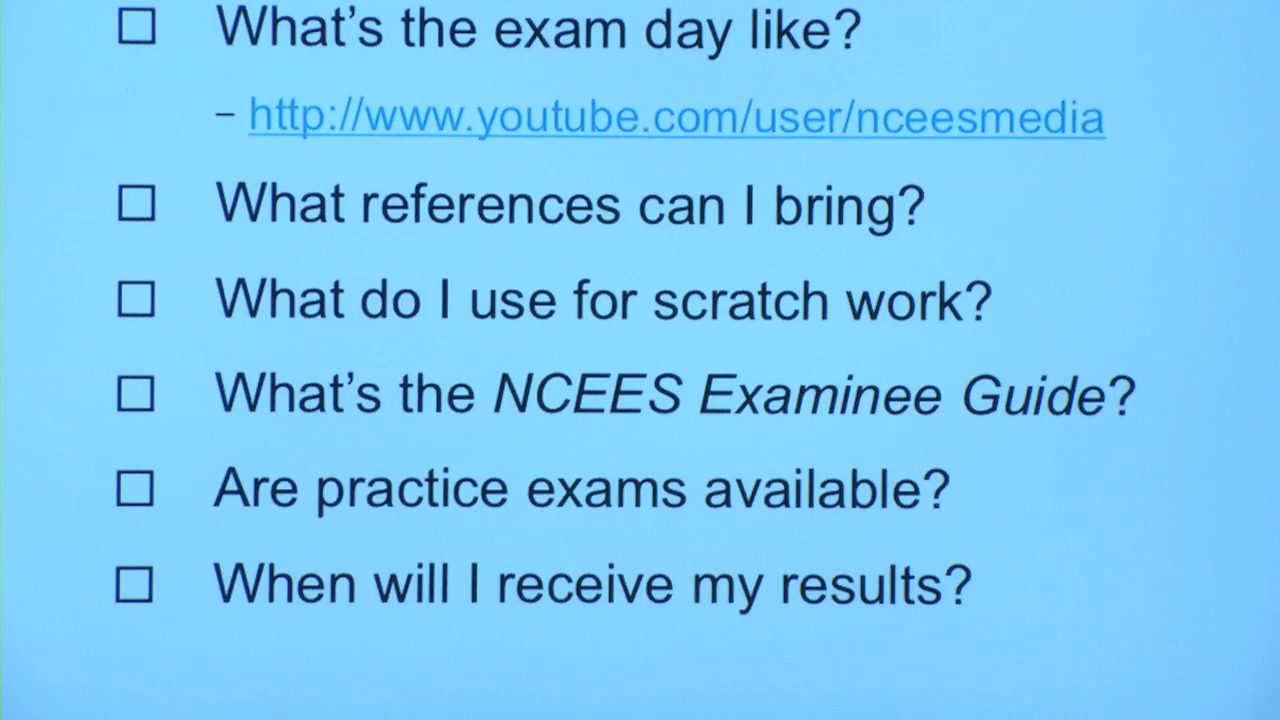 ☐ What’s the exam day like?
– http://www.youtube.com/user/nceesmedia
☐ What references can I bring?
☐ What do I use for scratch work?
☐ What’s the NCEES Examinee Guide?
☐ Are practice exams available?
☐ When will I receive my results?